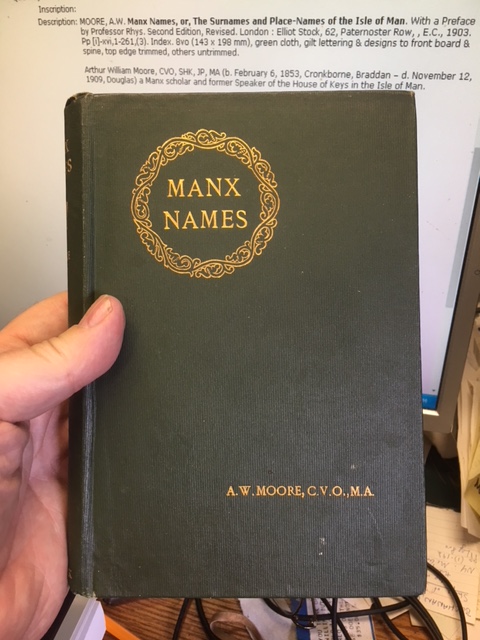 Inscription:
Description: MOORE, A.W. Manx Names, or, The Surnames and Place-Names of the Isle of Man. With a Preface
by Professor Rhys. Second Edition, Revised. London : Elliot Stock, 62, Paternoster Row, , E.C., 1903.
Pp [i]-xvi,1-261,(3). Index. 8vo (143 x 198 mm), green cloth, gilt lettering & designs to front board &
spine, top edge trimmed, others untrimmed.
Arthur William Moore, CVO, SHK, JP, MA (b. February 6, 1853, Cronkborne, Braddan – d. November 12,
1909, Douglas) a Manx scholar and former Speaker of the House of Keys in the Isle of Man.
MANX
NAMES
A.W. MOORE, C.V.O., M.A.